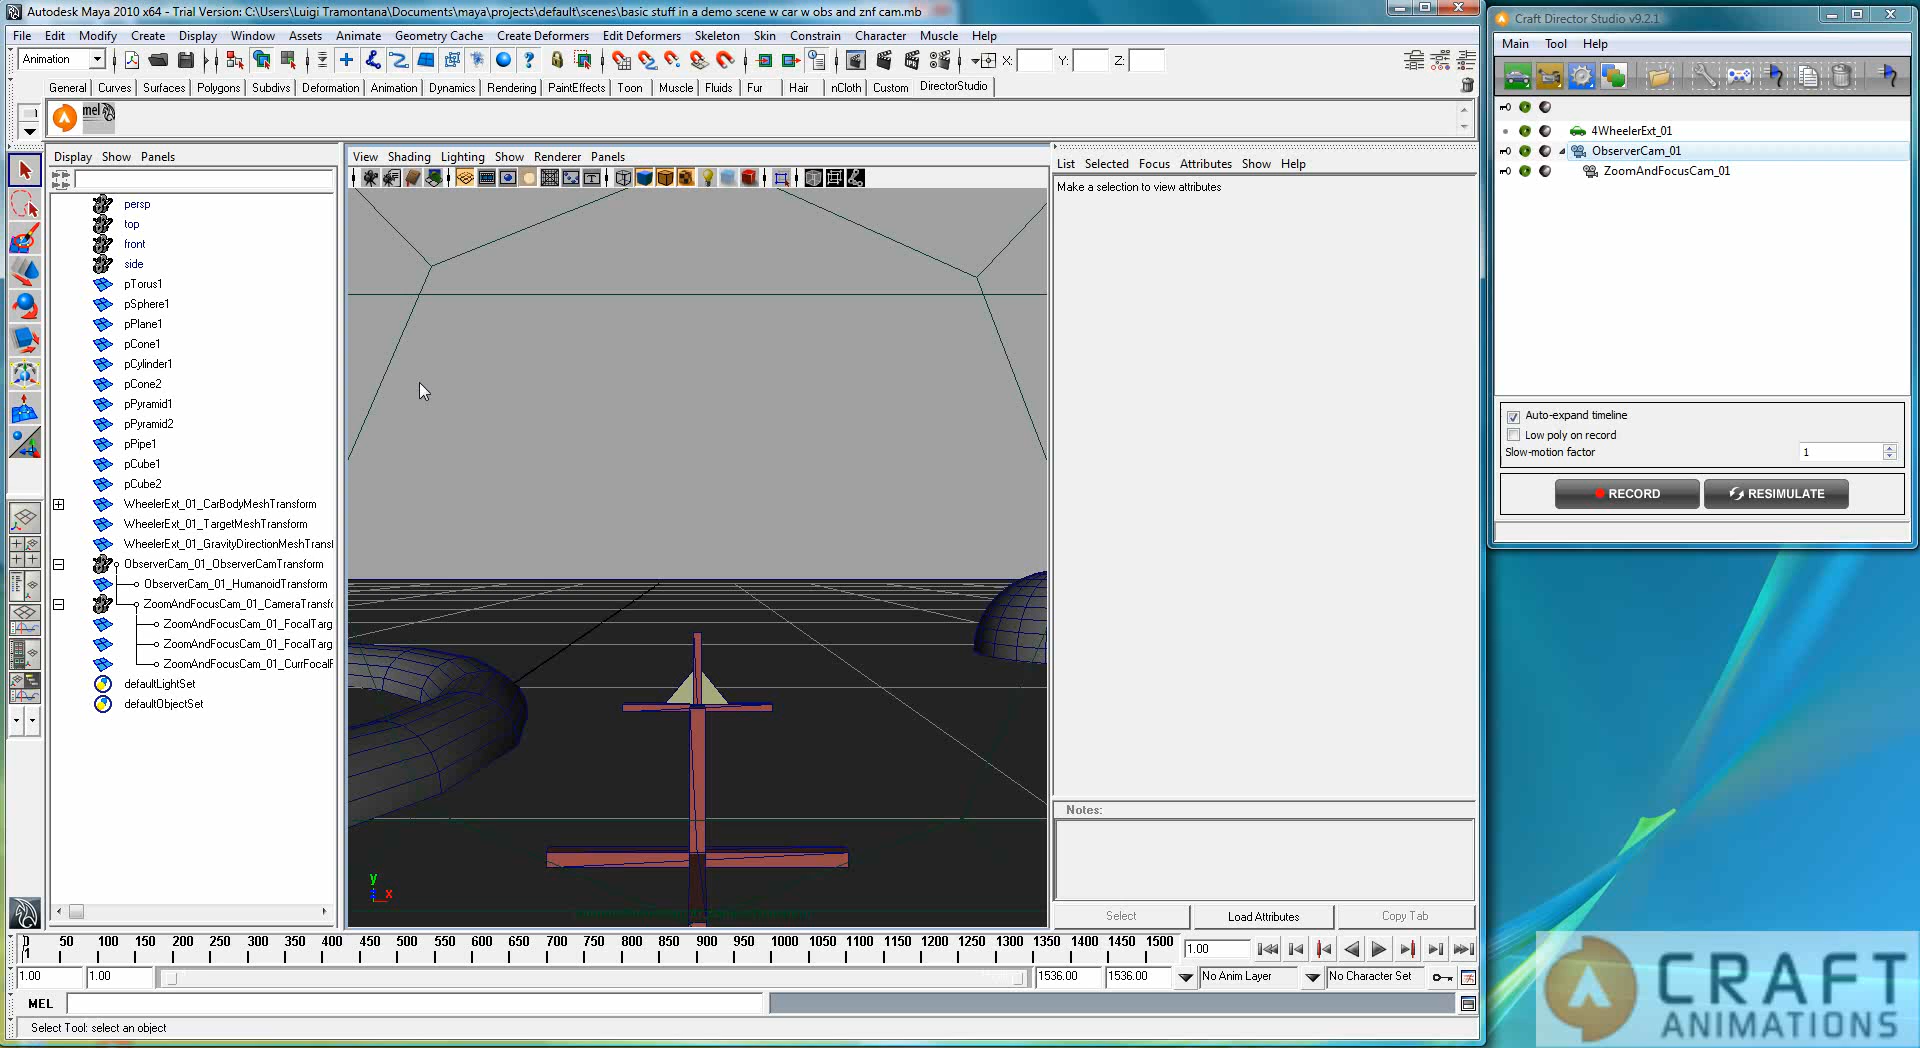 Autodesk Maya 2010 x64 - Trial Version: C:\Users\Luigi Tramontana\Documents\maya\projects\default\scenes\basic stuff in a demo scene w car w obs and znf cam.mb
File Edit Modify Create Display Window Assets Animate Geometry Cache Create Deformers Edit Deformers Skeleton Skin Constrain Character Muscle Help
Animation X: Y: Z:
General Curves Surfaces Polygons Subdivs Deformation Animation Dynamics Rendering PaintEffects Toon Muscle Fluids Fur Hair nCloth Custom DirectorStudio
mel
Display Show Panels
persp
top
front
side
pTorus1
pSphere1
pPlane1
pCone1
pCylinder1
pCone2
pPyramid1
pPyramid2
pPipe1
pCube1
pCube2
WheelerExt_01_CarBodyMeshTransform
WheelerExt_01_TargetMeshTransform
WheelerExt_01_GravityDirectionMeshTransf
ObserverCam_01_ObserverCamTransform
ObserverCam_01_HumanoidTransform
ZoomAndFocusCam_01_CameraTransfo
ZoomAndFocusCam_01_FocalTarg
ZoomAndFocusCam_01_FocalTarg
ZoomAndFocusCam_01_CurrFocalF
defaultLightSet
defaultObjectSet
View Shading Lighting Show Renderer Panels
y
x
List Selected Focus Attributes Show Help
Make a selection to view attributes
Notes:
Select Load Attributes Copy Tab
1 50 100 150 200 250 300 350 400 450 500 550 600 650 700 750 800 850 900 950 1000 1050 1100 1150 1200 1250 1300 1350 1400 1450 1500 1.00
1.00 1.00 1536.00 1536.00 No Anim Layer No Character Set
MEL
Select Tool: select an object
Craft Director Studio v9.2.1
Main Tool Help
4WheelerExt_01
ObserverCam_01
ZoomAndFocusCam_01
Auto-expand timeline
Low poly on record
Slow-motion factor 1
RECORD RESIMULATE
CRAFT
ANIMATIONS